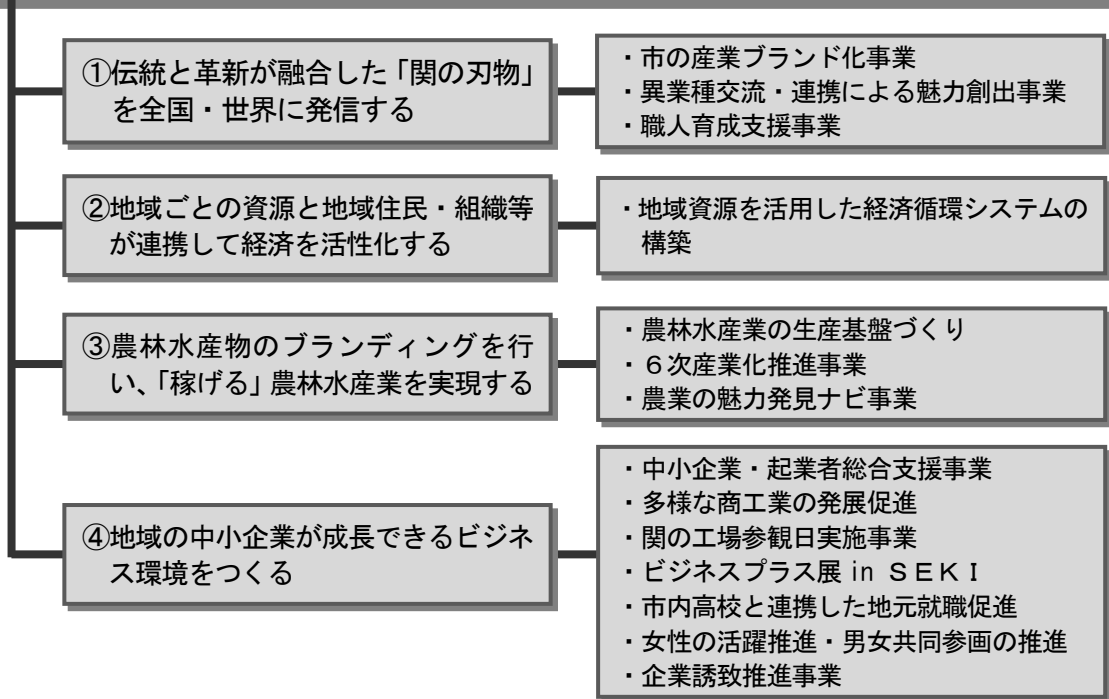 ①伝統と革新が融合した「関の刃物」
を全国・世界に発信する
・市の産業ブランド化事業
・異業種交流・連携による魅力創出事業
・職人育成支援事業
②地域ごとの資源と地域住民・組織等
が連携して経済を活性化する
・地域資源を活用した経済循環システムの
構築
③農林水産物のブランディングを行
い、「稼げる」農林水産業を実現する
・農林水産業の生産基盤づくり
・６次産業化推進事業
・農業の魅力発見ナビ事業
④地域の中小企業が成長できるビジネ
ス環境をつくる
・中小企業・起業者総合支援事業
・多様な商工業の発展促進
・関の工場参観日実施事業
・ビジネスプラス展 in ＳＥＫＩ
・市内高校と連携した地元就職促進
・女性の活躍推進・男女共同参画の推進
・企業誘致推進事業